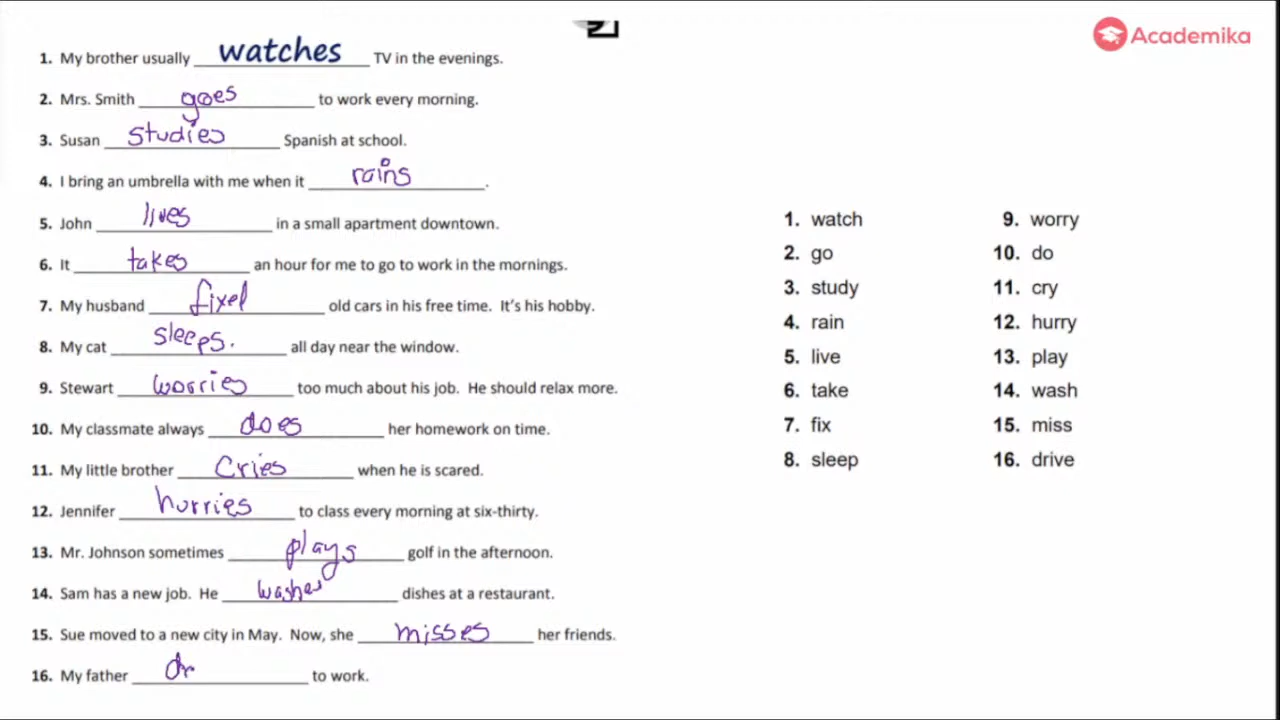 Academika
1. My brother usually watches TV in the evenings.
2. Mrs. Smith goes to work every morning.
3. Susan studies Spanish at school.
4. I bring an umbrella with me when it rains.
5. John lives in a small apartment downtown.
6. It takes an hour for me to go to work in the mornings.
7. My husband fixel old cars in his free time. It's his hobby.
8. My cat sleeps. all day near the window.
9. Stewart worries too much about his job. He should relax more.
10. My classmate always does her homework on time.
11. My little brother cries when he is scared.
12. Jennifer hurries to class every morning at six-thirty.
13. Mr. Johnson sometimes plays golf in the afternoon.
14. Sam has a new job. He washes dishes at a restaurant.
15. Sue moved to a new city in May. Now, she misses her friends.
16. My father dr to work.
1. watch
2. go
3. study
4. rain
5. live
6. take
7. fix
8. sleep
9. worry
10. do
11. cry
12. hurry
13. play
14. wash
15. miss
16. drive